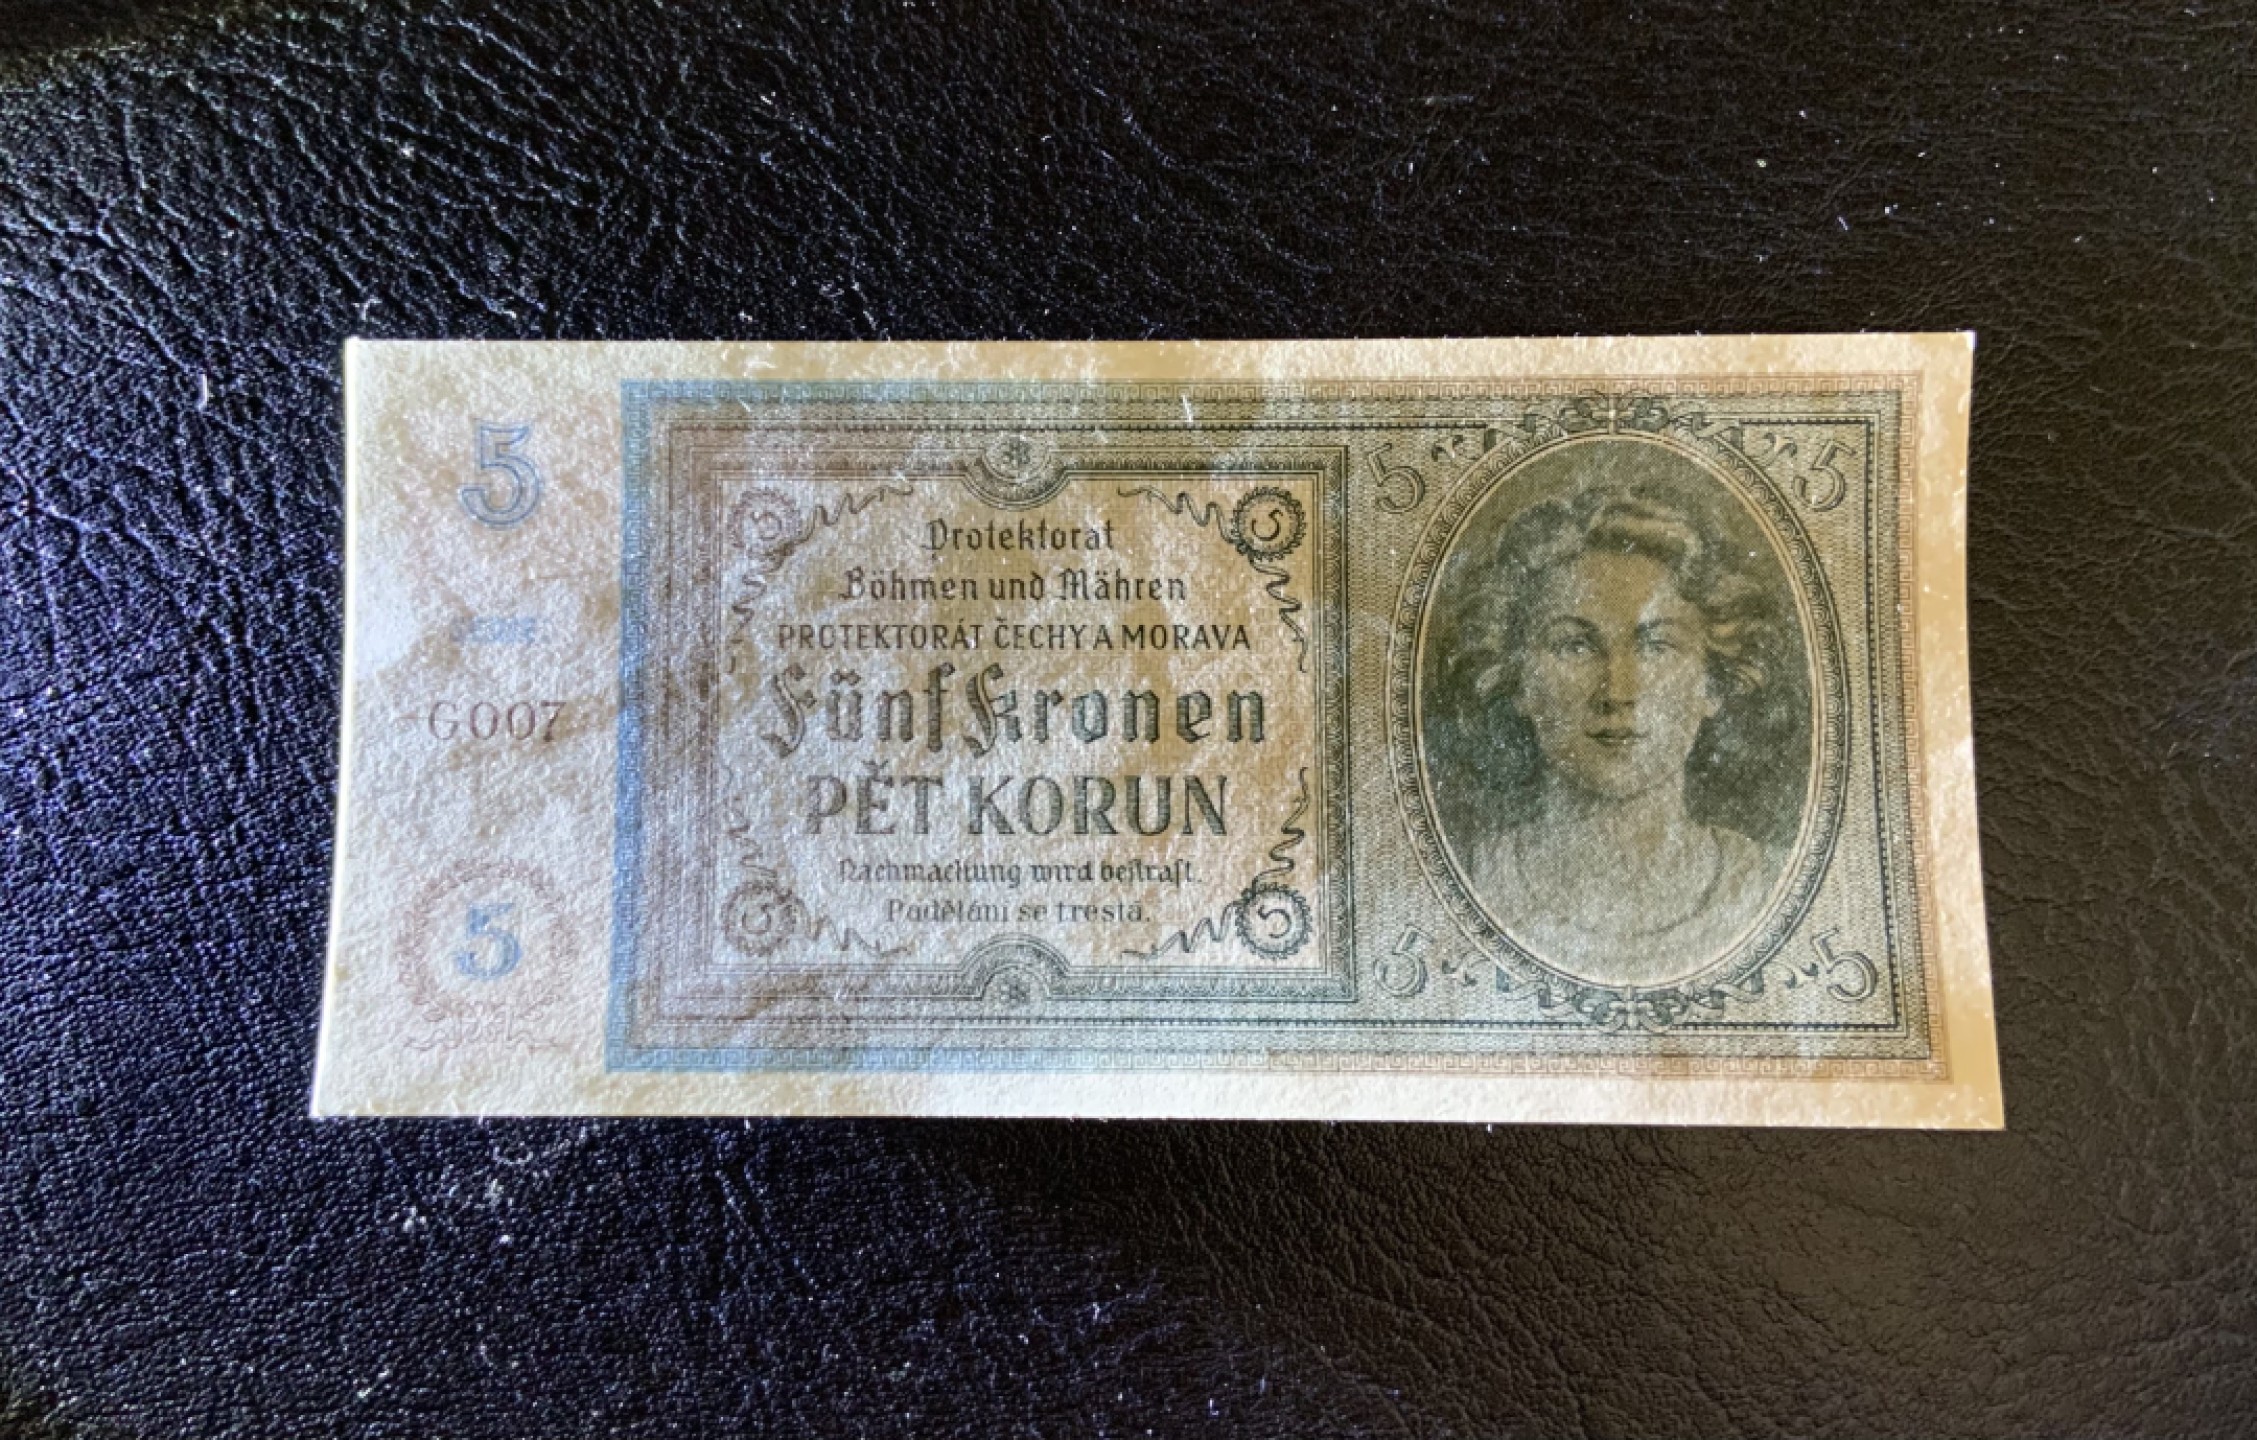 5
G007
5
5
5
Protektorat
Böhmen und Mähren
PROTEKTORÁT ČECHY A MORAVA
Fünf Kronen
PĚT KORUN
Nachmachung wird bestraft.
Padělání se trestá.
5
5
5
5
5
5